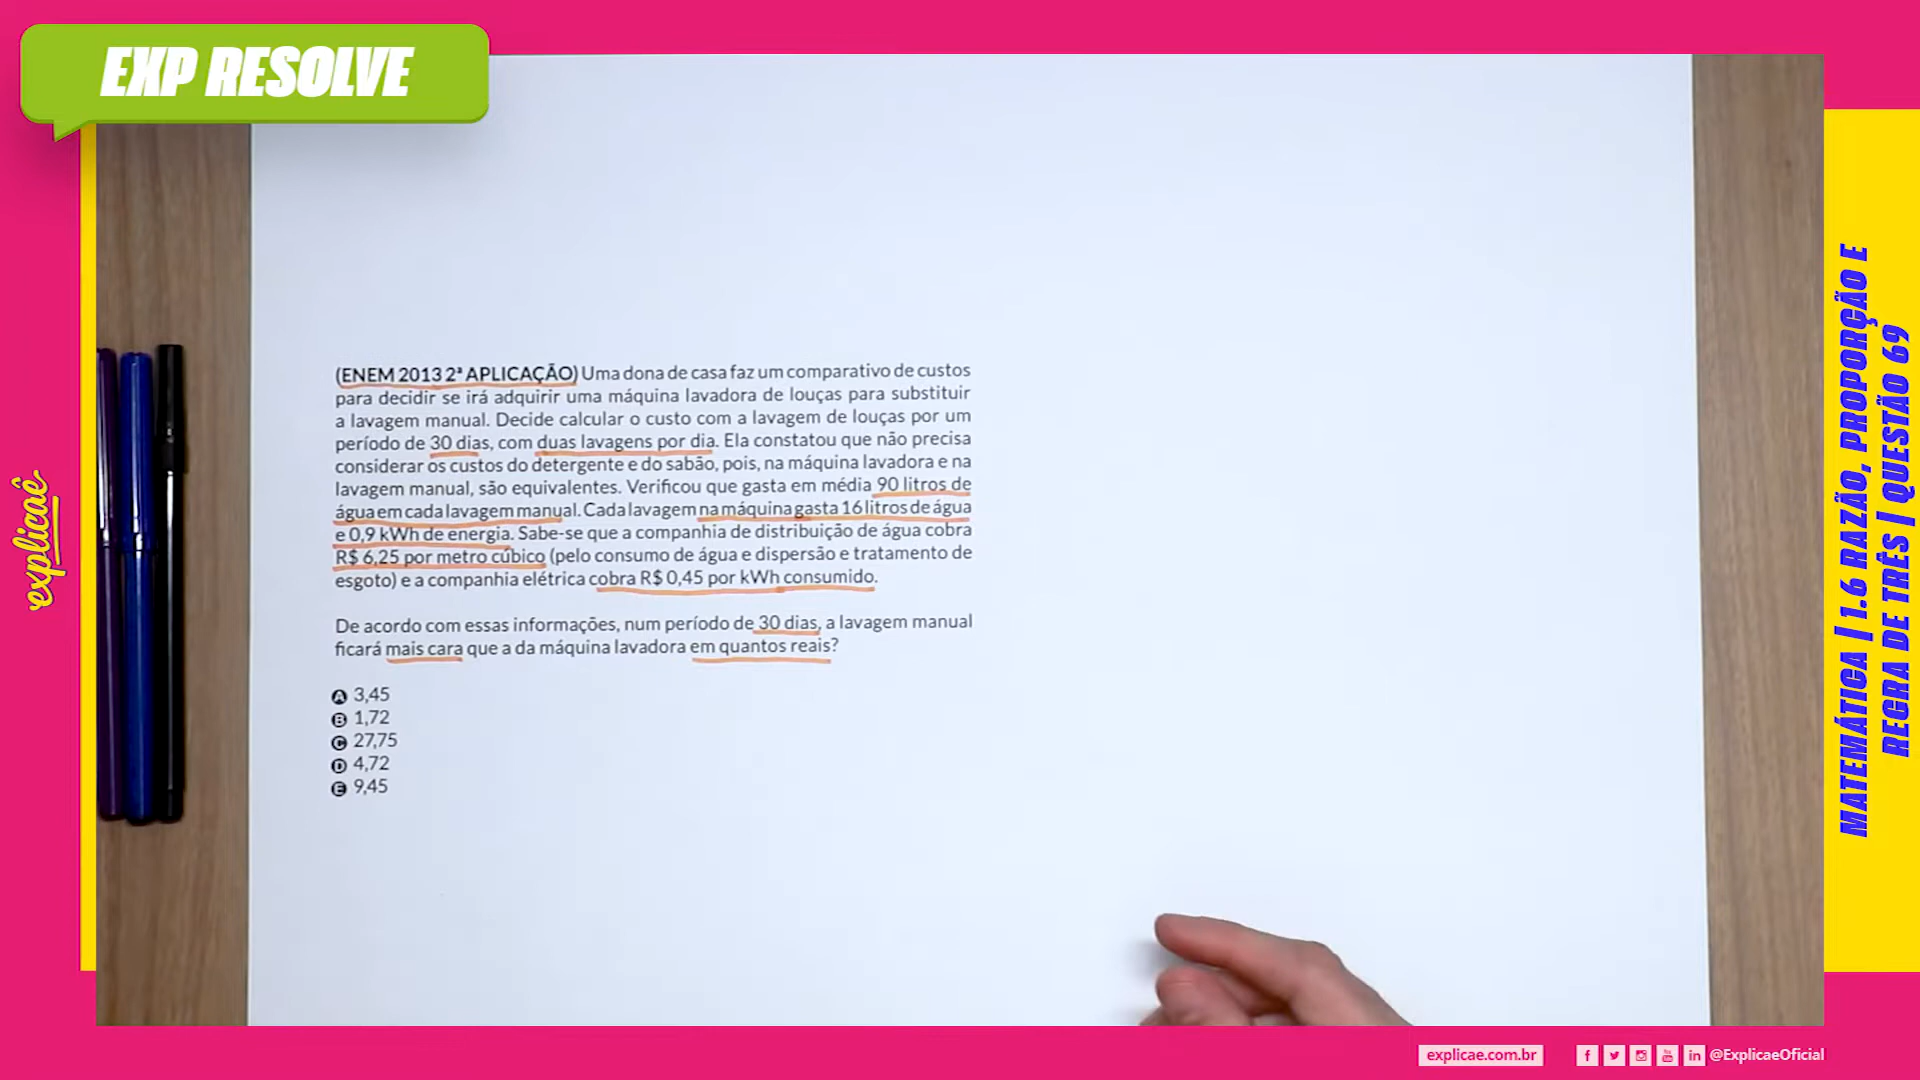 EXP RESOLVE
(ENEM 2013 2ª APLICAÇÃO) Uma dona de casa faz um comparativo de custos
para decidir se irá adquirir uma máquina lavadora de louças para substituir
a lavagem manual. Decide calcular o custo com a lavagem de louças por um
período de 30 dias, com duas lavagens por dia. Ela constatou que não precisa
considerar os custos do detergente e do sabão, pois, na máquina lavadora e na
lavagem manual, são equivalentes. Verificou que gasta em média 90 litros de
água em cada lavagem manual. Cada lavagem na máquina gasta 16 litros de água
e 0,9 kWh de energia. Sabe-se que a companhia de distribuição de água cobra
R$ 6,25 por metro cúbico (pelo consumo de água e dispersão e tratamento de
esgoto) e a companhia elétrica cobra R$ 0,45 por kWh consumido.
De acordo com essas informações, num período de 30 dias, a lavagem manual
ficará mais cara que a da máquina lavadora em quantos reais?
A 3,45
B 1,72
C 27,75
D 4,72
E 9,45
explicaê
MATEMÁTICA | 1.6 RAZÃO, PROPORÇÃO E
REGRA DE TRÊS | QUESTÃO 69
explicae.com.br
@ExplicaeOficial